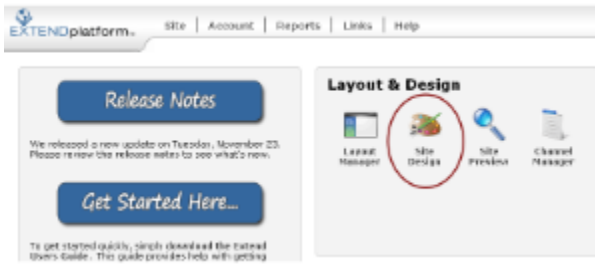 EXTENDplatform™
Site | Account | Reports | Links | Help
Release Notes
We released a new update on Tuesday, November 23.
Please review the release notes to see what's new.
Get Started Here...
To get started quickly, simply download the Extend
Users Guide. This guide provides help with getting
Layout & Design
Layout Manager
Site Design
Site Preview
Channel Manager